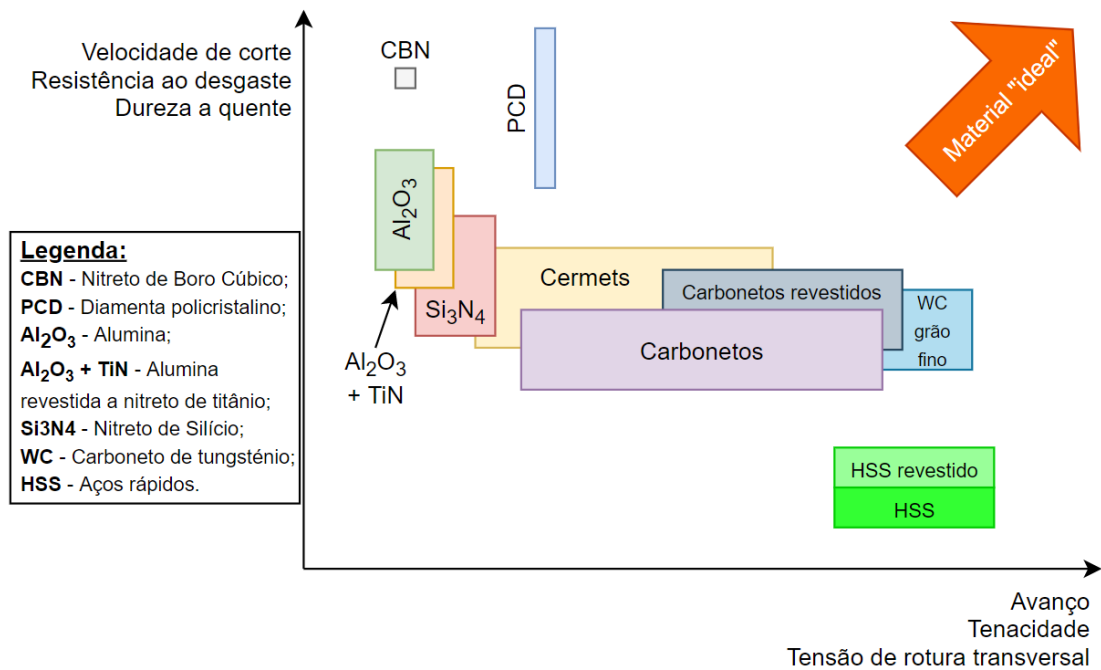 Velocidade de corte
Resistência ao desgaste
Dureza a quente
CBN
PCD
Material "ideal"
Al₂O₃
Si₃N₄
Cermets
Carbonetos revestidos
WC
grão
fino
Carbonetos
Al₂O₃
+ TiN
HSS revestido
HSS
Legenda:
CBN - Nitreto de Boro Cúbico;
PCD - Diamenta policristalino;
Al₂O₃ - Alumina;
Al₂O₃ + TiN - Alumina
revestida a nitreto de titânio;
Si3N4 - Nitreto de Silício;
WC - Carboneto de tungsténio;
HSS - Aços rápidos.
Avanço
Tenacidade
Tensão de rotura transversal